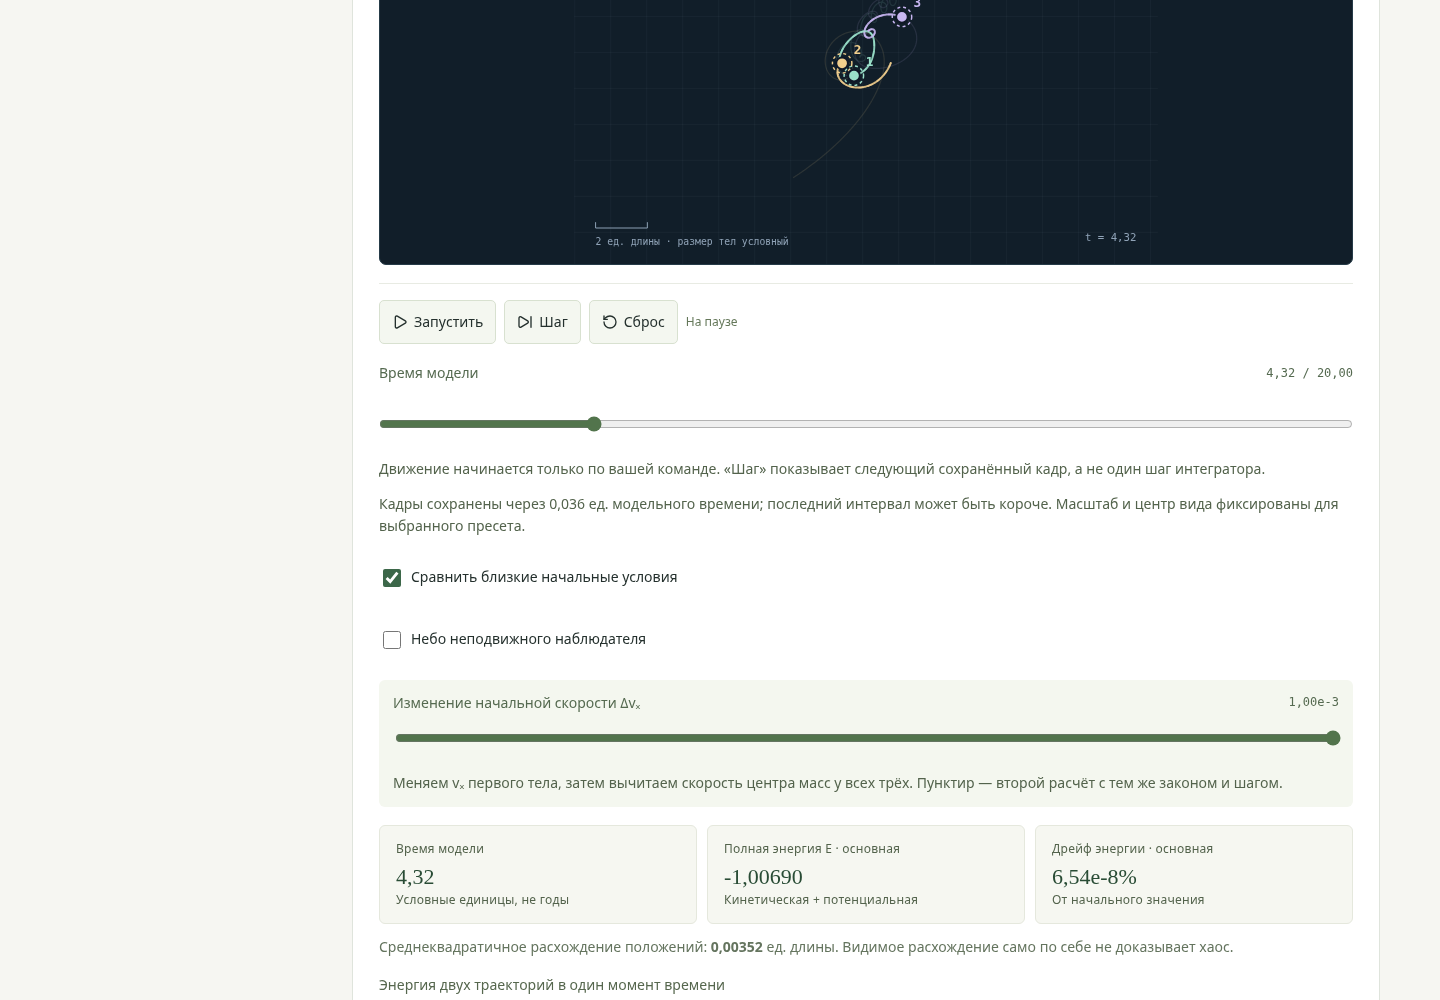 3
2
1
2 ед. длины · размер тел условный
t = 4,32
Запустить
Шаг
Сброс
На паузе
Время модели
4,32 / 20,00
Движение начинается только по вашей команде. «Шаг» показывает следующий сохранённый кадр, а не один шаг интегратора.
Кадры сохранены через 0,036 ед. модельного времени; последний интервал может быть короче. Масштаб и центр вида фиксированы для
выбранного пресета.
Сравнить близкие начальные условия
Небо неподвижного наблюдателя
Изменение начальной скорости Δvₓ
1,00e-3
Меняем vₓ первого тела, затем вычитаем скорость центра масс у всех трёх. Пунктир — второй расчёт с тем же законом и шагом.
Время модели
4,32
Условные единицы, не годы
Полная энергия E · основная
-1,00690
Кинетическая + потенциальная
Дрейф энергии · основная
6,54e-8%
От начального значения
Среднеквадратичное расхождение положений: 0,00352 ед. длины. Видимое расхождение само по себе не доказывает хаос.
Энергия двух траекторий в один момент времени